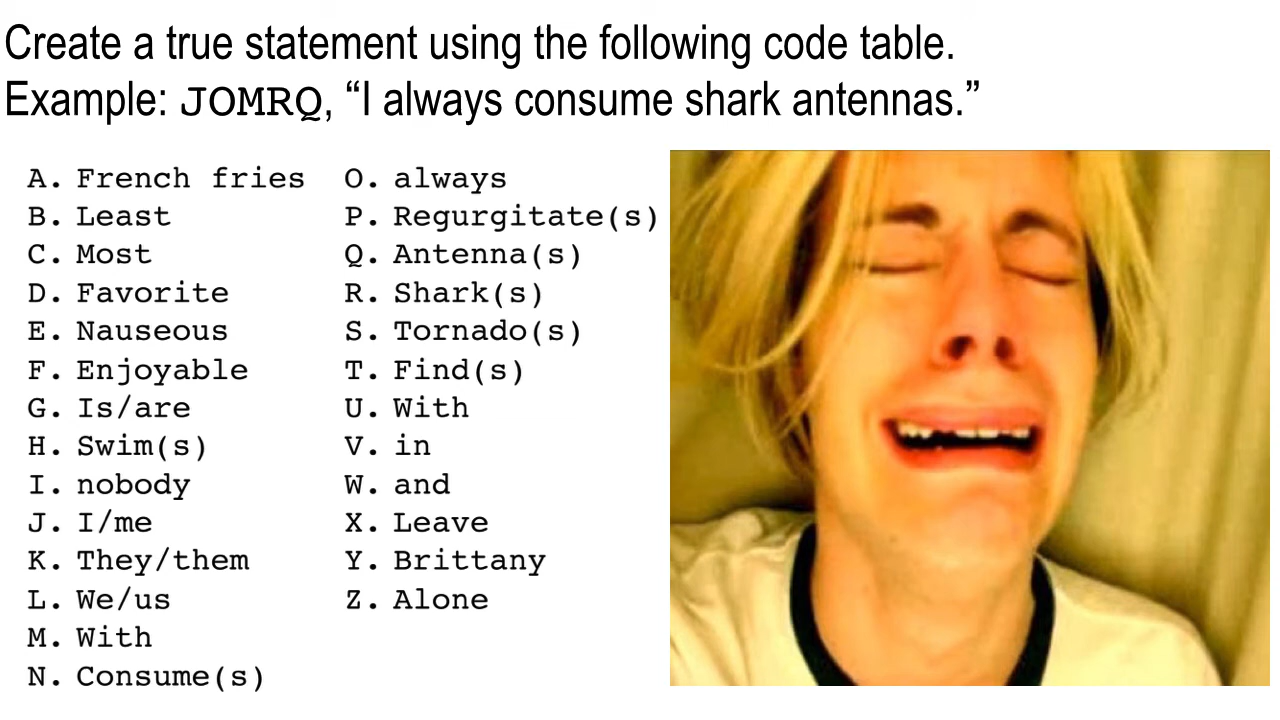 Create a true statement using the following code table.
Example: JOMRQ, “I always consume shark antennas.”
A. French fries
B. Least
C. Most
D. Favorite
E. Nauseous
F. Enjoyable
G. Is/are
H. Swim(s)
I. nobody
J. I/me
K. They/them
L. We/us
M. With
N. Consume(s)
O. always
P. Regurgitate(s)
Q. Antenna(s)
R. Shark(s)
S. Tornado(s)
T. Find(s)
U. With
V. in
W. and
X. Leave
Y. Brittany
Z. Alone